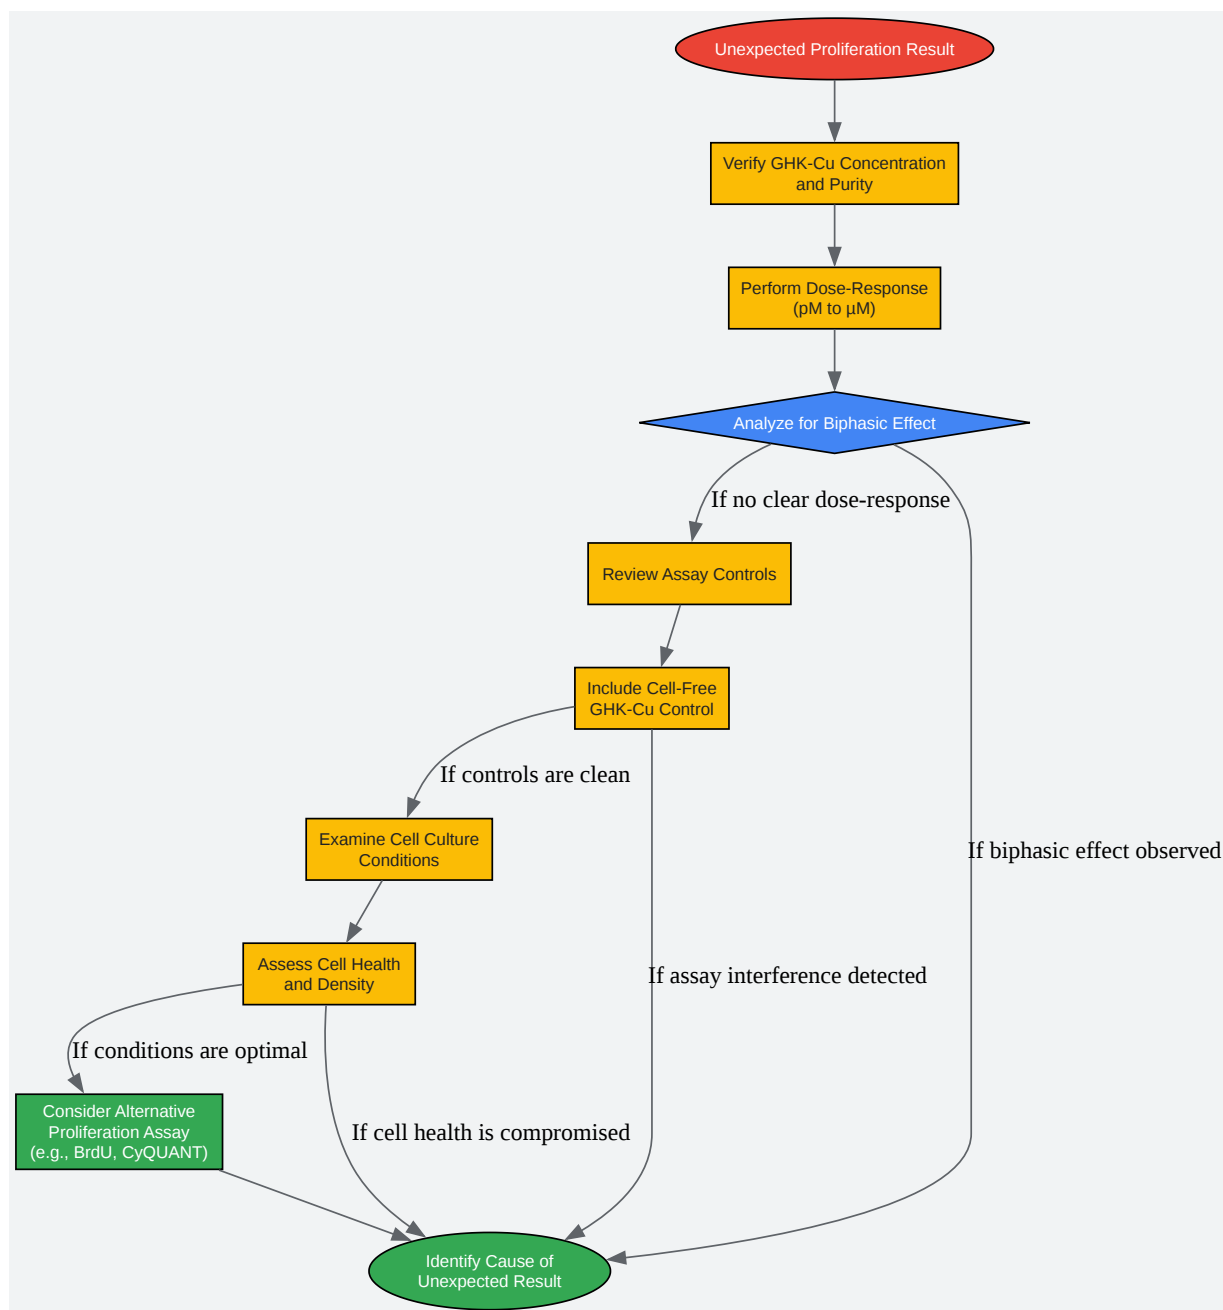 Unexpected Proliferation Result
Verify GHK-Cu Concentration
and Purity
Perform Dose-Response
(pM to µM)
Analyze for Biphasic Effect
If no clear dose-response
Review Assay Controls
Include Cell-Free
GHK-Cu Control
If controls are clean
Examine Cell Culture
Conditions
If biphasic effect observed
Assess Cell Health
and Density
If assay interference detected
If conditions are optimal
Consider Alternative
Proliferation Assay
(e.g., BrdU, CyQUANT)
If cell health is compromised
Identify Cause of
Unexpected Result